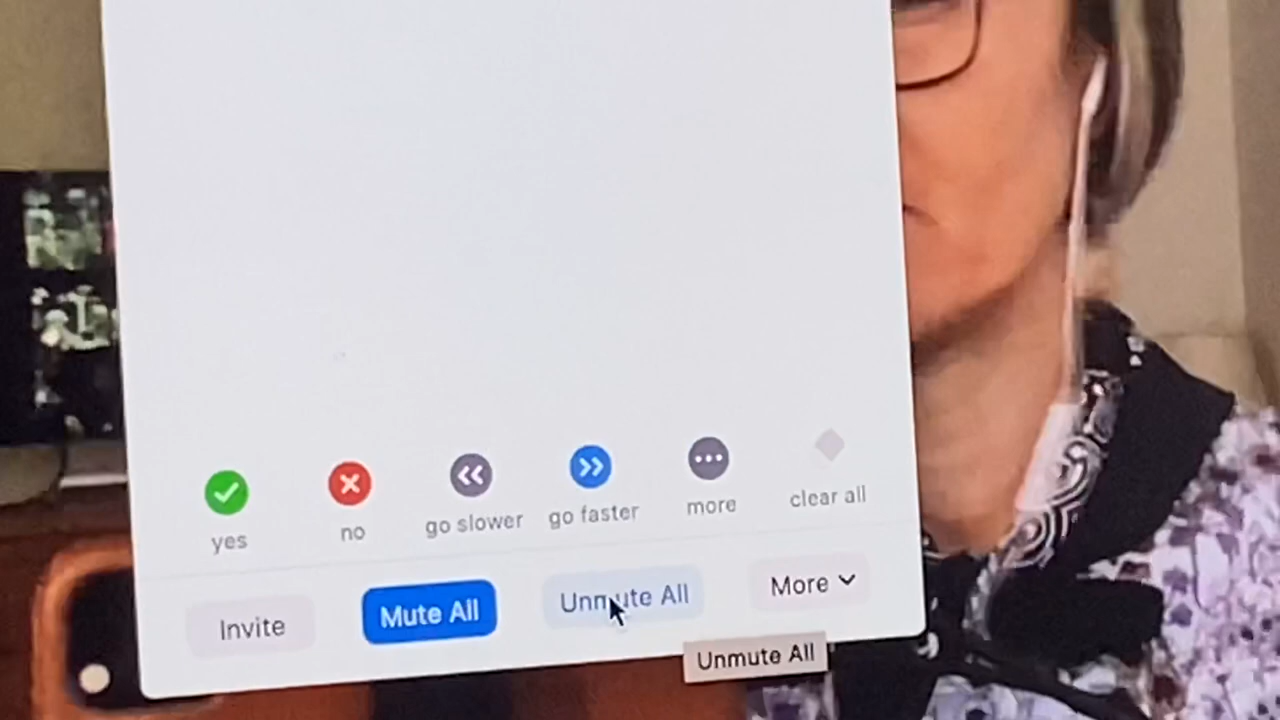 yes
no
go slower
go faster
more
clear all
Invite
Mute All
Unmute All
More
Unmute All